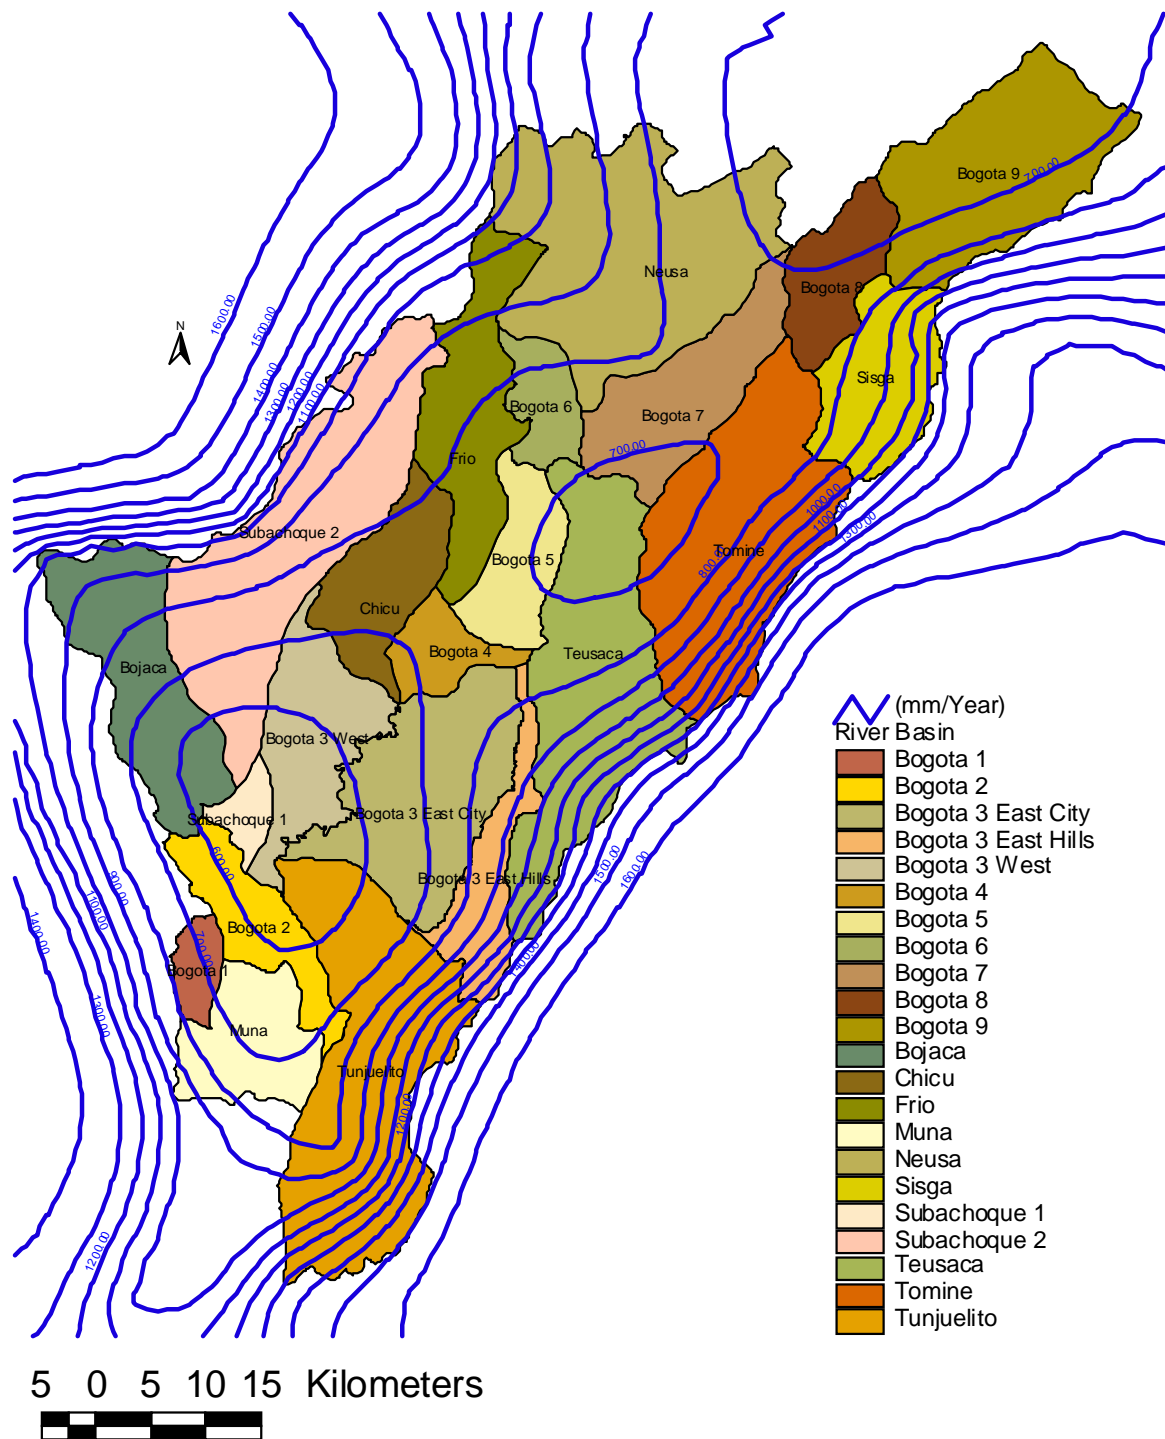 Bogota 9
700.00
Neusa
Bogota 8
1600.00
1500.00
N
1400.00
1300.00
1200.00
1100.00
Sisga
Bogota 6
Bogota 7
700.00
Frio
1000.00
1100.00
1300.00
Subachoque 2
Tomine
800.00
Bogota 5
Chicu
Bogota 4
Teusaca
Bojaca
Bogota 3 West
Bogota 3 East City
Subachoque 1
600.00
900.00
1100.00
1400.00
Bogota 3 East Hills
1500.00
1600.00
Bogota 2
700.00
1400.00
Bogota 1
1300.00
Muna
Tunjuelito
1200.00
1200.00
(mm/Year)
River Basin
Bogota 1
Bogota 2
Bogota 3 East City
Bogota 3 East Hills
Bogota 3 West
Bogota 4
Bogota 5
Bogota 6
Bogota 7
Bogota 8
Bogota 9
Bojaca
Chicu
Frio
Muna
Neusa
Sisga
Subachoque 1
Subachoque 2
Teusaca
Tomine
Tunjuelito
5 0 5 10 15 Kilometers